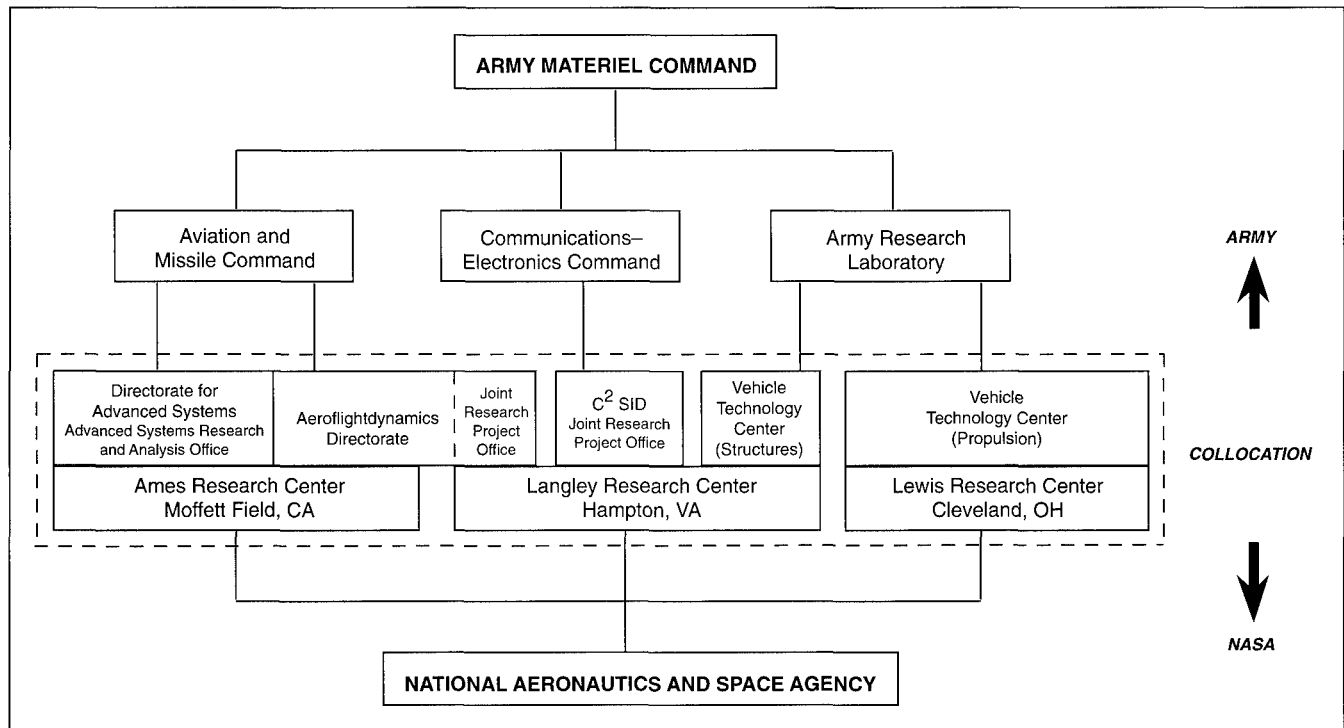 ARMY MATERIEL COMMAND
Aviation and
Missile Command
Communications–
Electronics Command
Army Research
Laboratory
ARMY
Directorate for
Advanced Systems
Advanced Systems Research
and Analysis Office
Aeroflightdynamics
Directorate
Joint
Research
Project
Office
C² SID
Joint Research
Project Office
Vehicle
Technology
Center
(Structures)
Vehicle
Technology Center
(Propulsion)
COLLOCATION
Ames Research Center
Moffett Field, CA
Langley Research Center
Hampton, VA
Lewis Research Center
Cleveland, OH
NASA
NATIONAL AERONAUTICS AND SPACE AGENCY